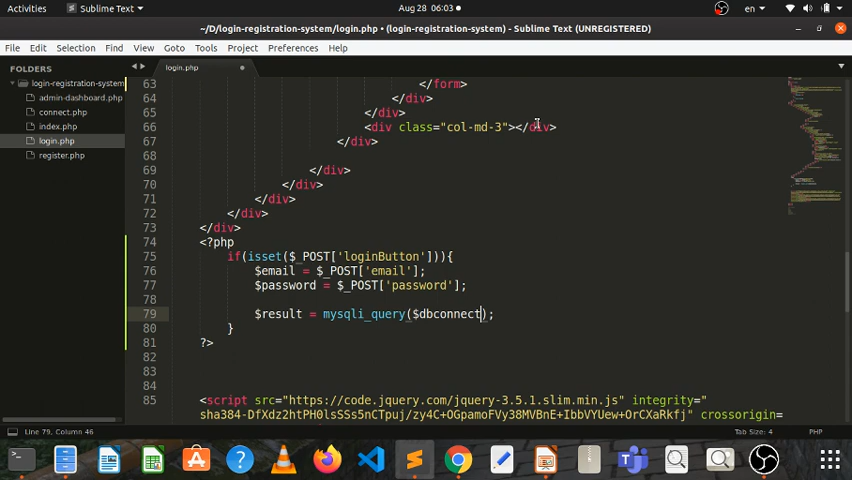 Activities
Sublime Text
Aug 28 06:03
en
~/D/login-registration-system/login.php • (login-registration-system) - Sublime Text (UNREGISTERED)
File Edit Selection Find View Goto Tools Project Preferences Help
FOLDERS
login-registration-system
admin-dashboard.php
connect.php
index.php
login.php
register.php
login.php
63 </form>
64 </div>
65 </div>
66 <div class="col-md-3"></div>
67 </div>
68
69 </div>
70 </div>
71 </div>
72 </div>
73 </div>
74 <?php
75 if(isset($_POST['loginButton'])){
76 $email = $_POST['email'];
77 $password = $_POST['password'];
78
79 $result = mysqli_query($dbconnect);
80 }
81 ?>
82
83
84
85 <script src="https://code.jquery.com/jquery-3.5.1.slim.min.js" integrity="
sha384-DfXdz2htPH0lsSSs5nCTpuj/zy4C+OGpamoFVy38MVBnE+IbbVYUew+OrCXaRkfj" crossorigin=
Line 79, Column 46
Tab Size: 4
PHP